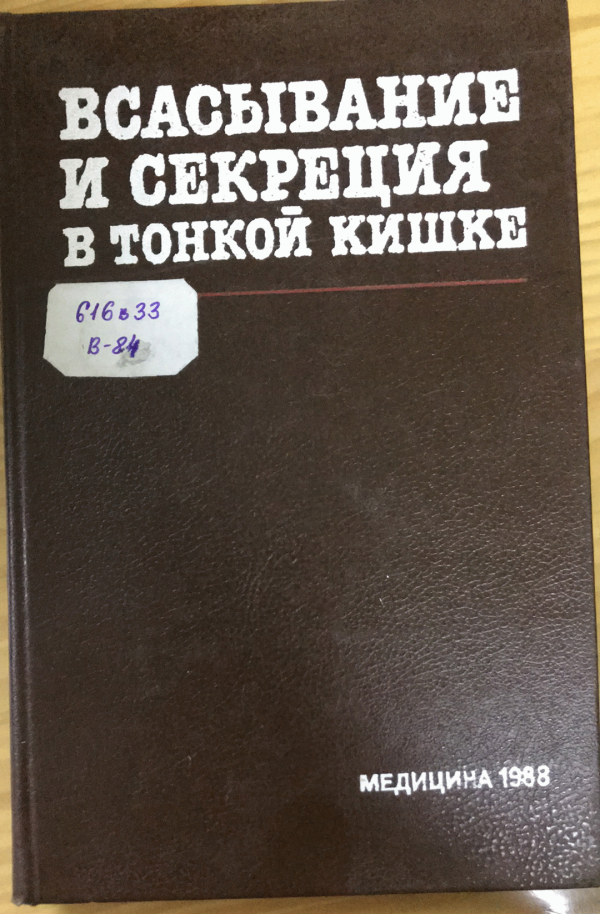 ВСАСЫВАНИЕ
И СЕКРЕЦИЯ
В ТОНКОЙ КИШКЕ
616в33
В-84
МЕДИЦИНА 1988